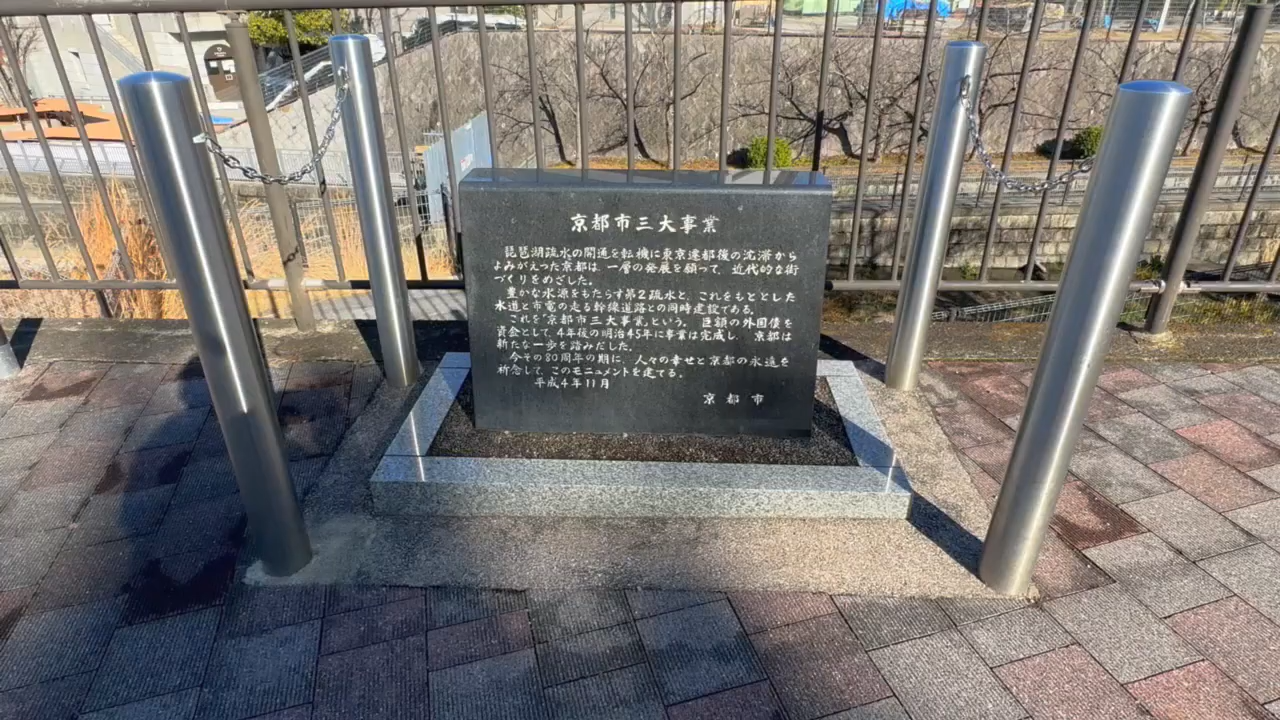 京都市三大事業
琵琶湖疏水の開通を転機に東京遷都後の沈滞から
よみがえった京都は、一層の発展を願って、近代的な街
づくりをめざした。
豊かな水源をもたらす第2疏水と、これをもととした
水道と市電の走る幹線道路との同時建設である。
これを「京都市三大事業」という。巨額の外国債を
資金として、4年後の明治45年に事業は完成し、京都は
新たな一歩を踏みだした。
今その80周年の期に、人々の幸せと京都の永遠を
祈念して、このモニュメントを建てる。
平成4年11月
京都市